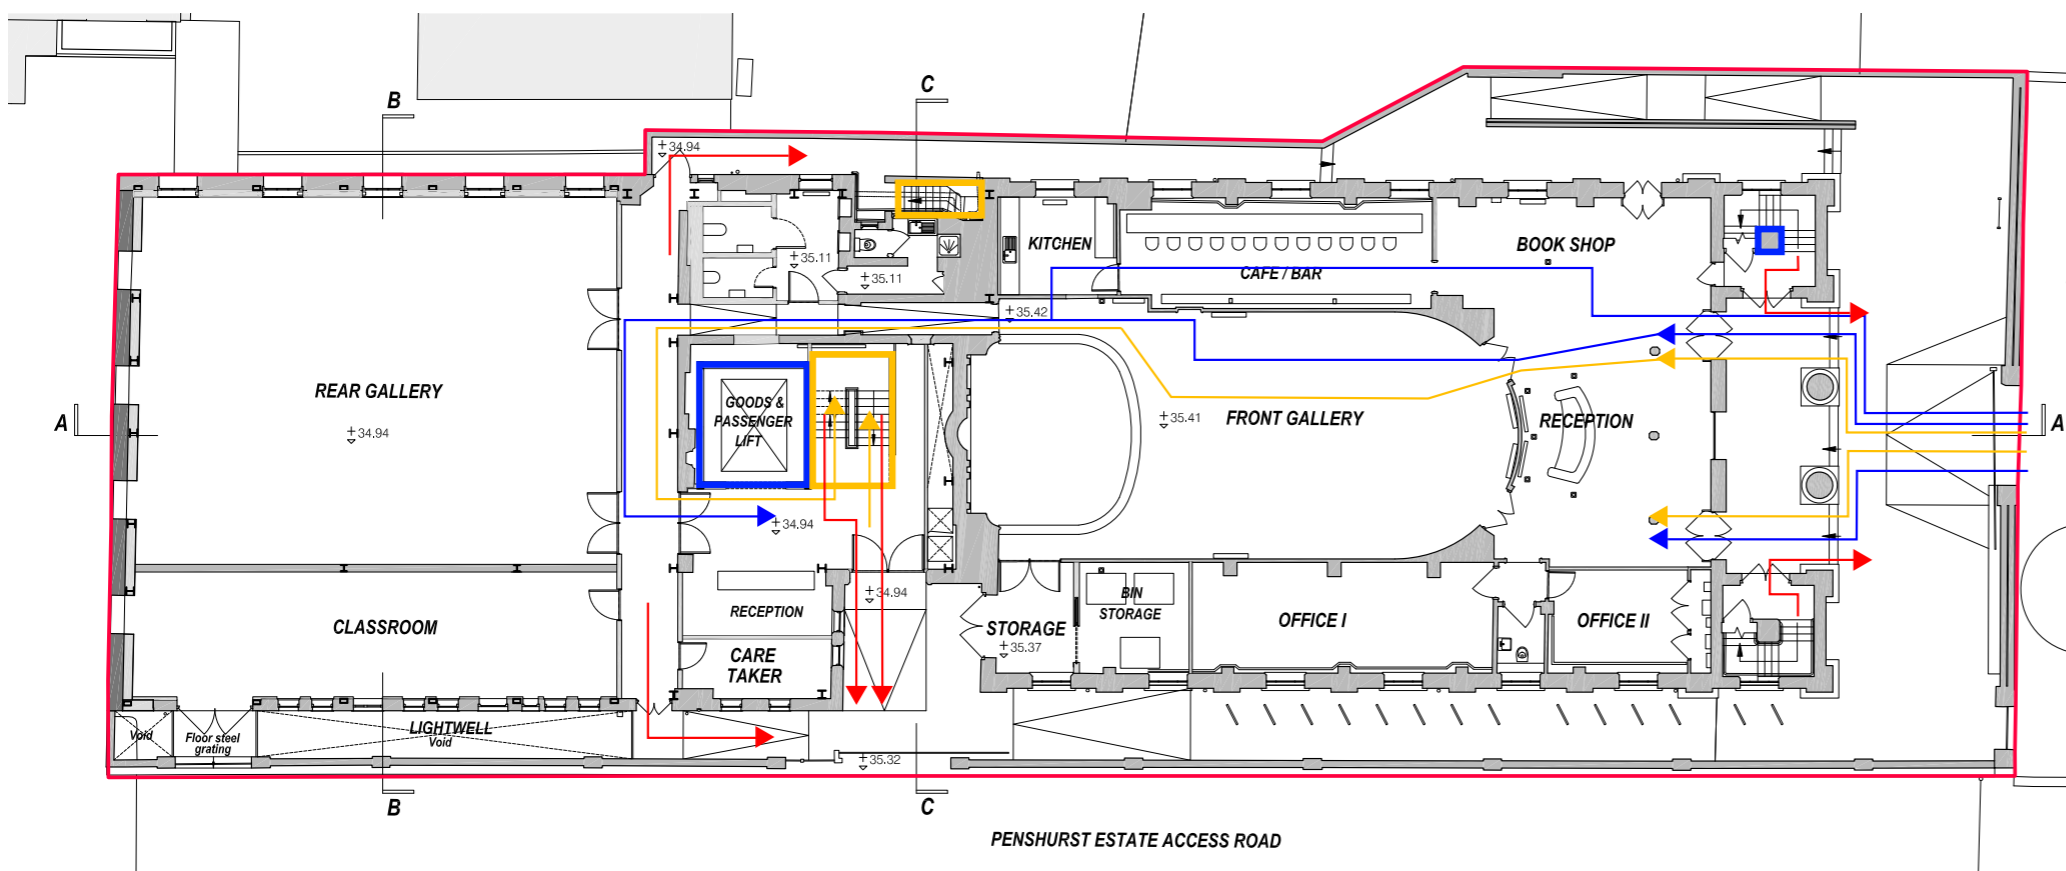 B
C
34.94
KITCHEN
CAFE / BAR
BOOK SHOP
35.11
35.11
35.42
REAR GALLERY
34.94
GOODS &
PASSENGER
LIFT
FRONT GALLERY
35.41
RECEPTION
A
A
34.94
34.94
CLASSROOM
RECEPTION
CARE
TAKER
STORAGE
35.37
BIN
STORAGE
OFFICE I
OFFICE II
Void
Floor steel
grating
LIGHTWELL
Void
35.32
B
C
PENSHURST ESTATE ACCESS ROAD